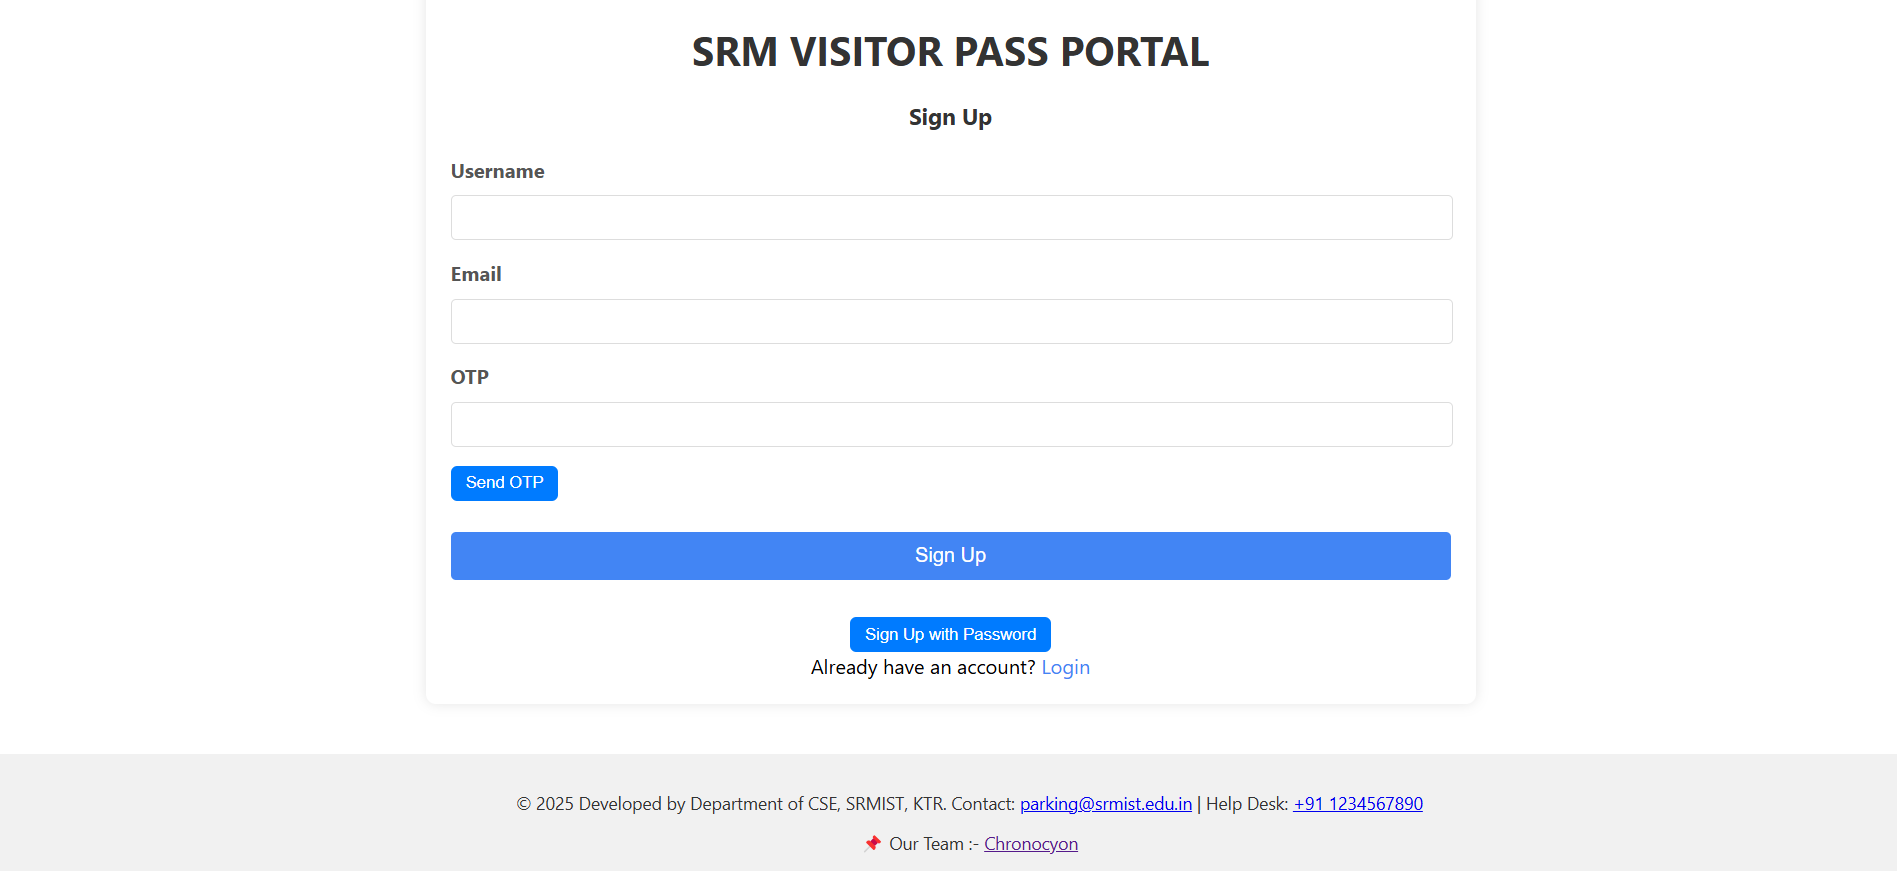 SRM VISITOR PASS PORTAL
Sign Up
Username
Email
OTP
Send OTP
Sign Up
Sign Up with Password
Already have an account? Login
© 2025 Developed by Department of CSE, SRMIST, KTR. Contact: parking@srmist.edu.in | Help Desk: +91 1234567890
📌 Our Team :- Chronocyon